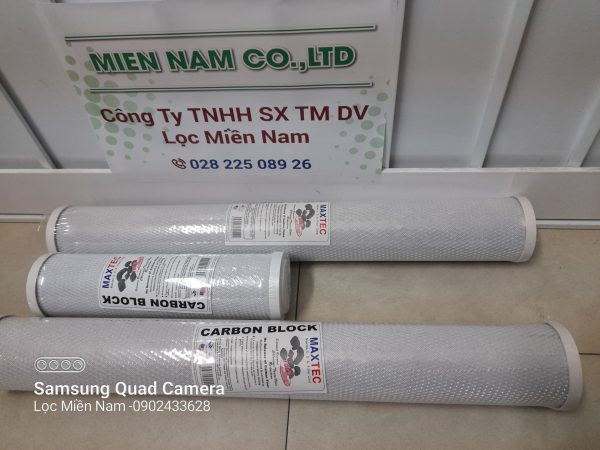 MIEN NAM CO.,LTD
Công Ty TNHH SX TM DV
Lọc Miền Nam
028 225 089 26
MAXTEC
MAXTEC
CARBON BLOCK
CARBON BLOCK
MAXTEC
Samsung Quad Camera
Lọc Miền Nam -0902433628